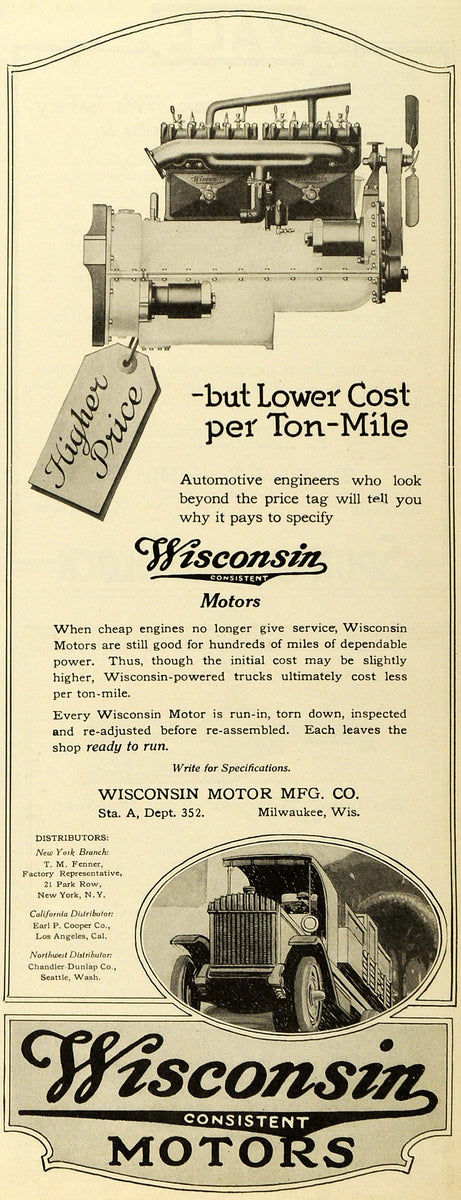 Wisconsin
Higher
Price
-but Lower Cost
per Ton-Mile
Automotive engineers who look
beyond the price tag will tell you
why it pays to specify
Wisconsin
CONSISTENT
Motors
When cheap engines no longer give service, Wisconsin
Motors are still good for hundreds of miles of dependable
power. Thus, though the initial cost may be slightly
higher, Wisconsin-powered trucks ultimately cost less
per ton-mile.
Every Wisconsin Motor is run-in, torn down, inspected
and re-adjusted before re-assembled. Each leaves the
shop ready to run.
Write for Specifications.
WISCONSIN MOTOR MFG. CO.
Sta. A, Dept. 352. Milwaukee, Wis.
DISTRIBUTORS:
New York Branch:
T. M. Fenner,
Factory Representative,
21 Park Row,
New York, N.Y.
California Distributor:
Earl P. Cooper Co.,
Los Angeles, Cal.
Northwest Distributor:
Chandler-Dunlap Co.,
Seattle, Wash.
Wisconsin
CONSISTENT
MOTORS